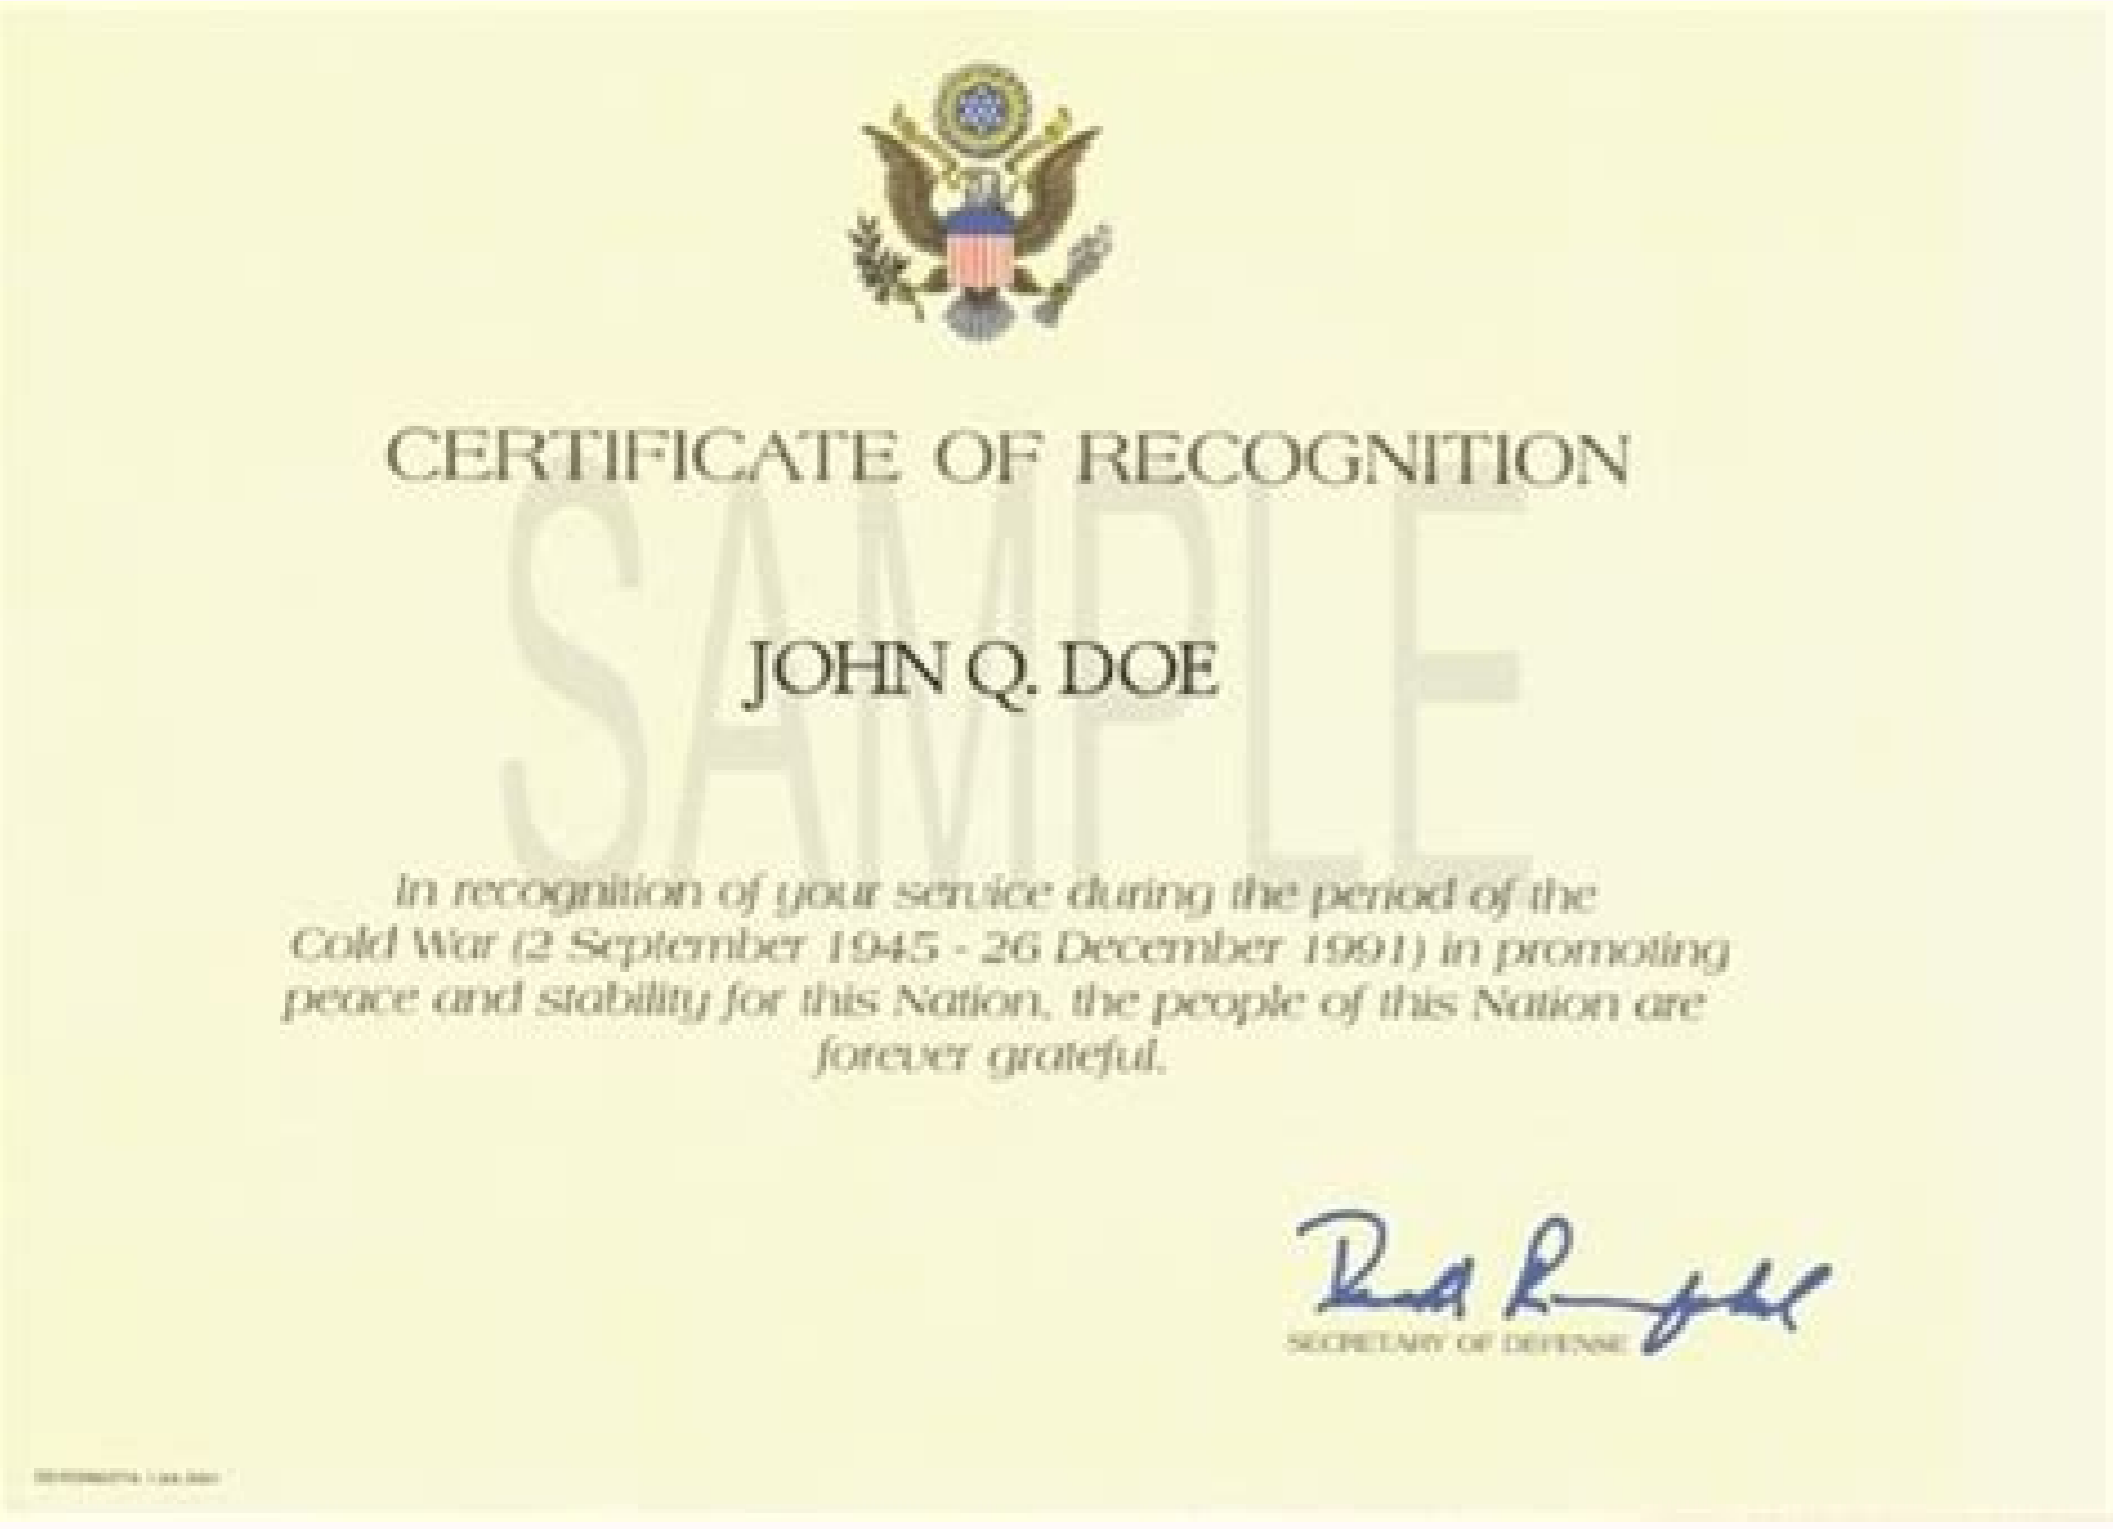 CERTIFICATE OF RECOGNITION
SAMPLE
JOHN Q. DOE
In recognition of your service during the period of the
Cold War (2 September 1945 - 26 December 1991) in promoting
peace and stability for this Nation, the people of this Nation are
forever grateful.
SECRETARY OF DEFENSE